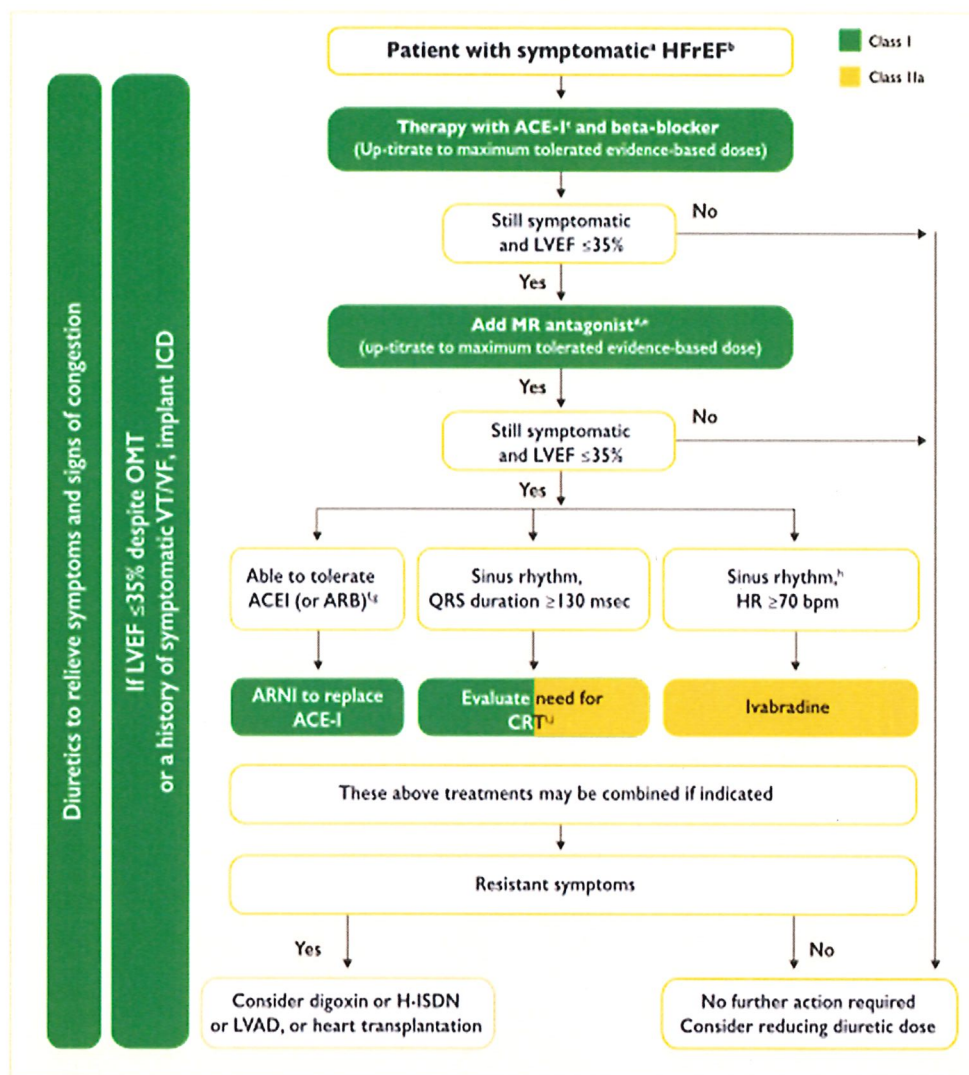 Patient with symptomaticᵃ HFrEFᵇ
Class I
Class IIa
Therapy with ACE-Iᶜ and beta-blocker
(Up-titrate to maximum tolerated evidence-based doses)
Still symptomatic
and LVEF ≤35%
No
Yes
Add MR antagonistᵈ,ᵉ
(up-titrate to maximum tolerated evidence-based dose)
Yes
Still symptomatic
and LVEF ≤35%
No
Yes
Able to tolerate
ACEI (or ARB)ᶠ,ᵍ
Sinus rhythm,
QRS duration ≥130 msec
Sinus rhythm,ʰ
HR ≥70 bpm
ARNI to replace
ACE-I
Evaluate need for
CRTⁱ,ʲ
Ivabradine
These above treatments may be combined if indicated
Resistant symptoms
Yes
No
Consider digoxin or H-ISDN
or LVAD, or heart transplantation
No further action required
Consider reducing diuretic dose
Diuretics to relieve symptoms and signs of congestion
If LVEF ≤35% despite OMT
or a history of symptomatic VT/VF, implant ICD